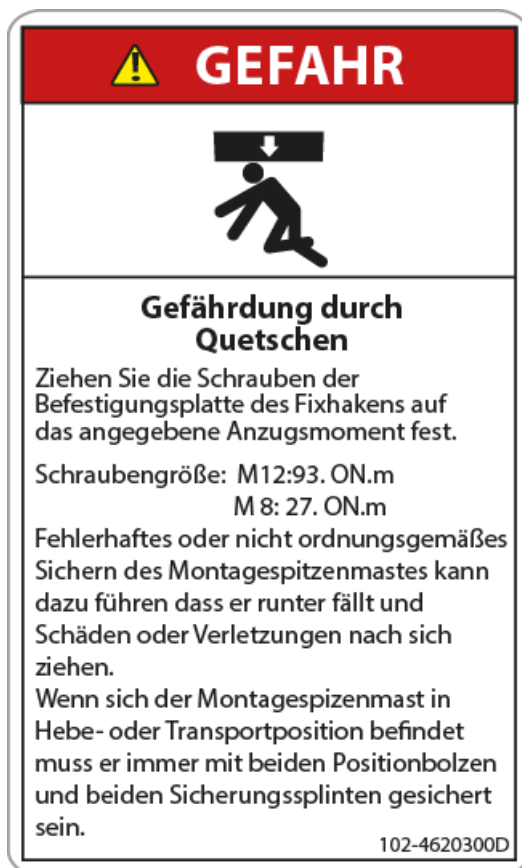 GEFAHR
Gefährdung durch
Quetschen
Ziehen Sie die Schrauben der
Befestigungsplatte des Fixhakens auf
das angegebene Anzugsmoment fest.
Schraubengröße: M12:93. ON.m
M 8: 27. ON.m
Fehlerhaftes oder nicht ordnungsgemäßes
Sichern des Montagespitzenmastes kann
dazu führen dass er runter fällt und
Schäden oder Verletzungen nach sich
ziehen.
Wenn sich der Montagespizenmast in
Hebe- oder Transportposition befindet
muss er immer mit beiden Positionbolzen
und beiden Sicherungssplinten gesichert
sein.
102-4620300D